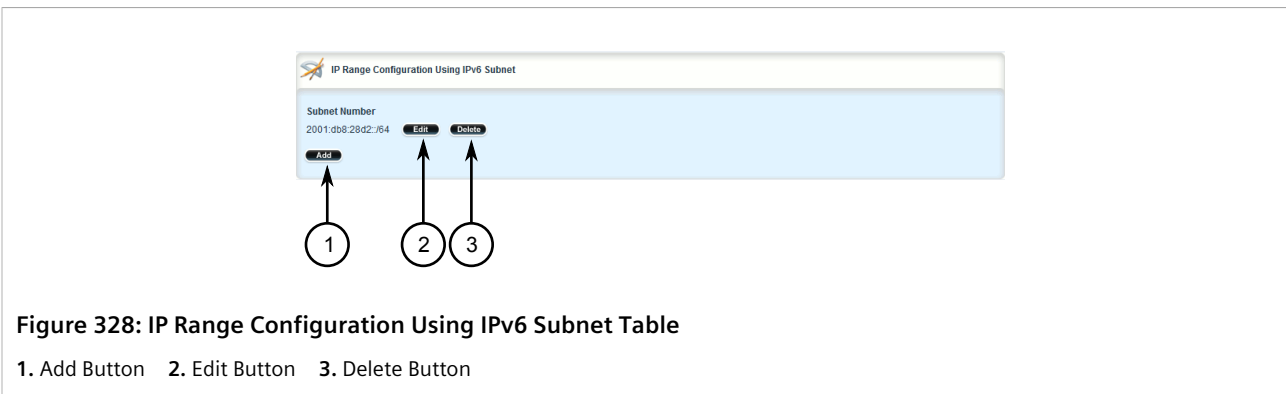 IP Range Configuration Using IPv6 Subnet
Subnet Number
2001:db8:28d2::/64 Edit Delete
Add
1 2 3
Figure 328: IP Range Configuration Using IPv6 Subnet Table
1. Add Button 2. Edit Button 3. Delete Button